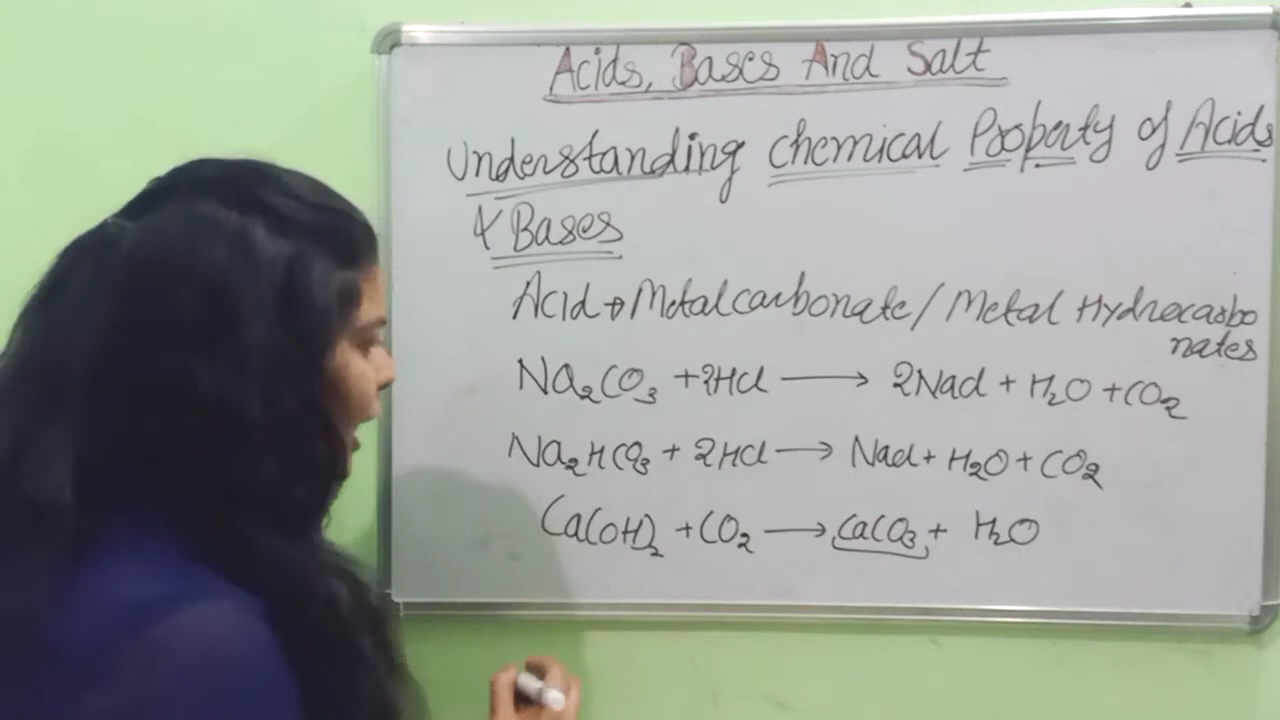 Acids, Bases And Salt
Understanding chemical Property of Acids
& Bases
Acid + Metalcarbonate / Metal Hydrocarbo
nates
Na₂CO₃ + 2HCl ⟶ 2NaCl + H₂O + CO₂
Na₂HCO₃ + 2HCl ⟶ NaCl + H₂O + CO₂
Ca(OH)₂ + CO₂ ⟶ CaCO₃ + H₂O